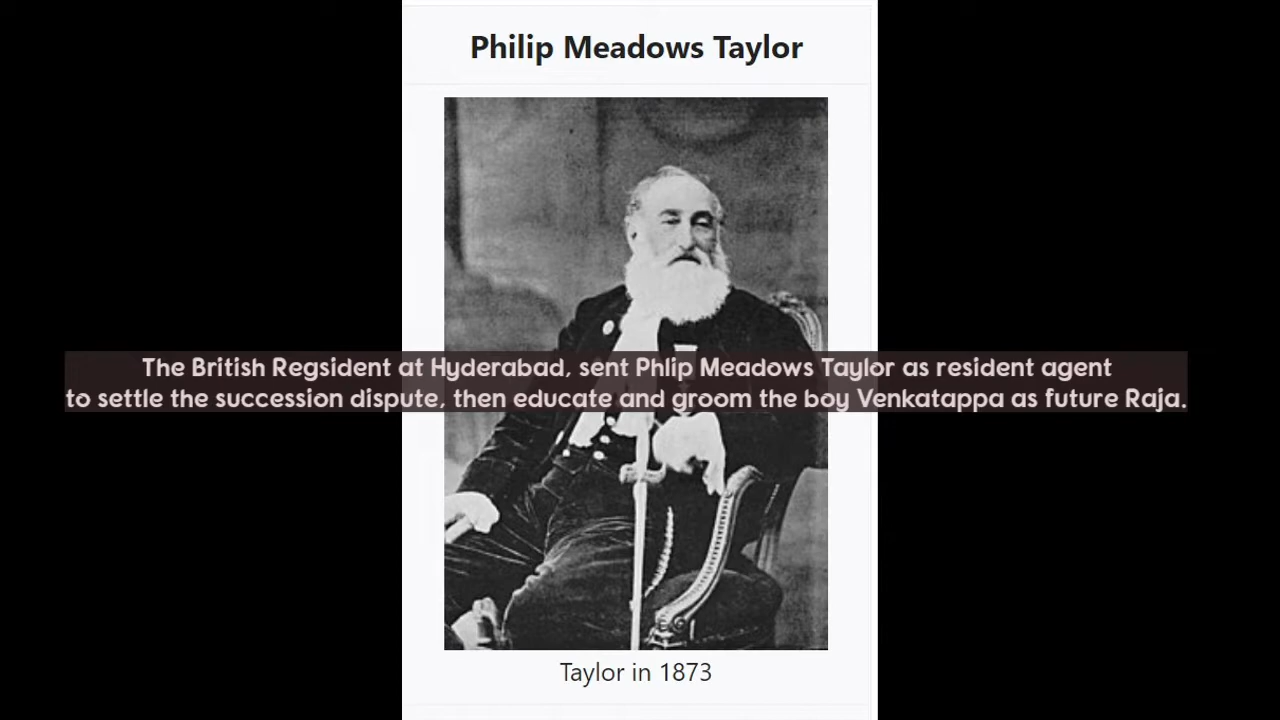 Philip Meadows Taylor
The British Regsident at Hyderabad, sent Phlip Meadows Taylor as resident agent
to settle the succession dispute, then educate and groom the boy Venkatappa as future Raja.
Taylor in 1873